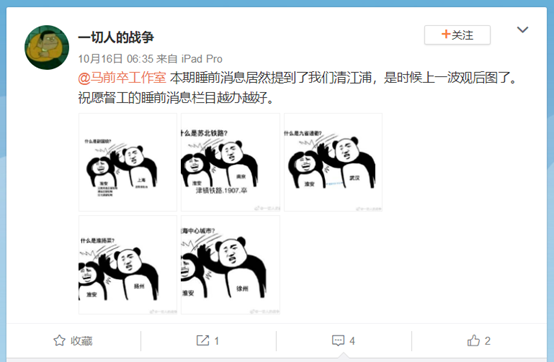 一切人的战争
+关注
10月16日 06:35 来自 iPad Pro
@马前卒工作室 本期睡前消息居然提到了我们清江浦，是时候上一波观后图了。
祝愿督工的睡前消息栏目越办越好。
什么是副国级?
淮安
上海
什么是苏北铁路?
淮安
南京
津镇铁路.1907.卒
什么是九省通衢?
淮安
武汉
什么是淮扬菜?
淮安
扬州
海中心城市?
淮安
徐州
收藏
1
4
2